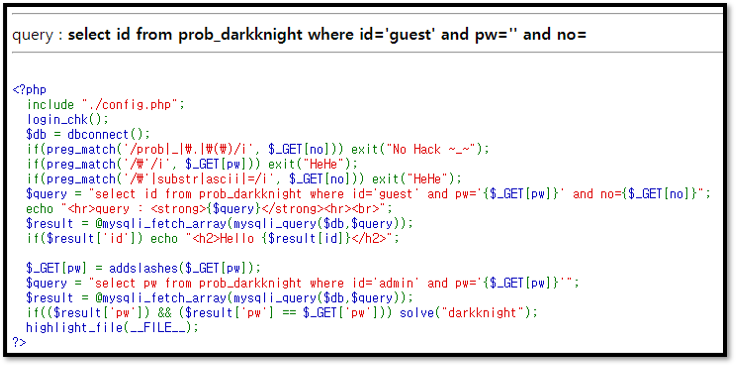 query : select id from prob_darkknight where id='guest' and pw='' and no=
<?php
include "./config.php";
login_chk();
$db = dbconnect();
if(preg_match('/prob|_|₩.|₩(₩)/i', $_GET[no])) exit("No Hack ~_~");
if(preg_match('/₩'/i', $_GET[pw])) exit("HeHe");
if(preg_match('/₩'|substr|ascii|=/i', $_GET[no])) exit("HeHe");
$query = "select id from prob_darkknight where id='guest' and pw='{$_GET[pw]}' and no={$_GET[no]}";
echo "<hr>query : <strong>{$query}</strong><hr><br>";
$result = @mysqli_fetch_array(mysqli_query($db,$query));
if($result['id']) echo "<h2>Hello {$result[id]}</h2>";
$_GET[pw] = addslashes($_GET[pw]);
$query = "select pw from prob_darkknight where id='admin' and pw='{$_GET[pw]}'";
$result = @mysqli_fetch_array(mysqli_query($db,$query));
if(($result['pw']) && ($result['pw'] == $_GET['pw'])) solve("darkknight");
highlight_file(__FILE__);
?>